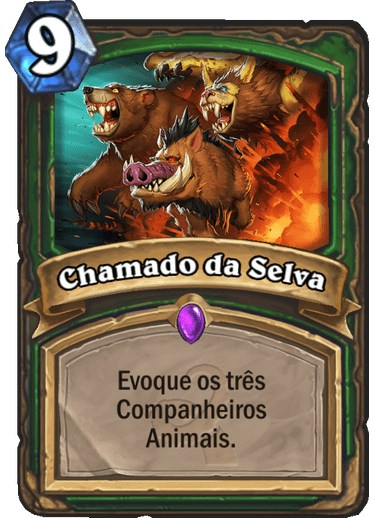 9
Chamado da Selva
Evoque os três
Companheiros
Animais.